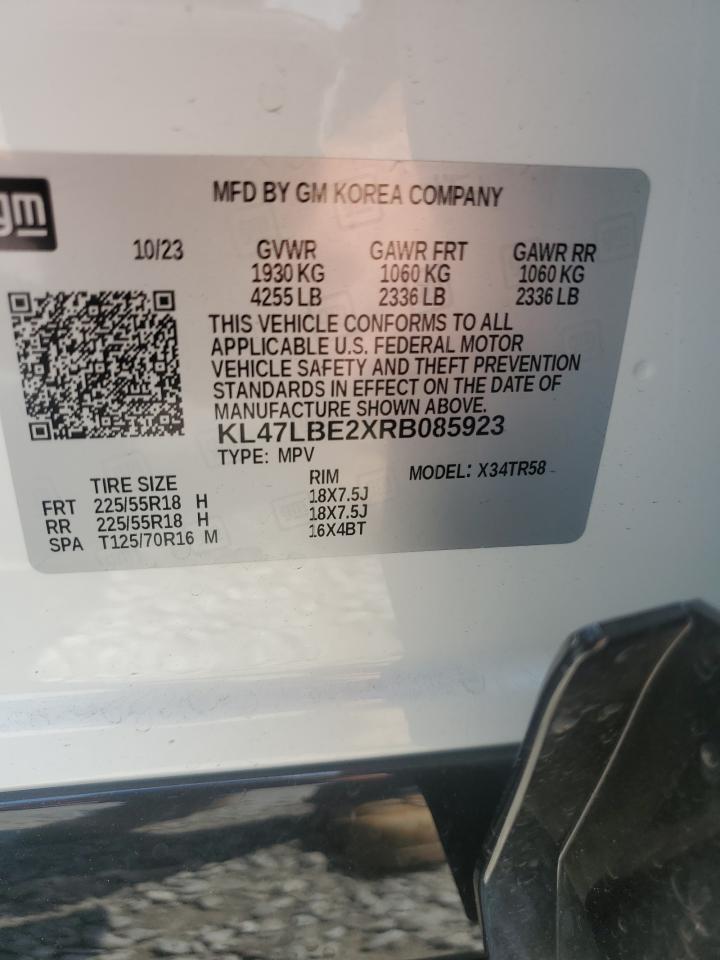 gm
MFD BY GM KOREA COMPANY
10/23 GVWR GAWR FRT GAWR RR
1930 KG 1060 KG 1060 KG
4255 LB 2336 LB 2336 LB
THIS VEHICLE CONFORMS TO ALL
APPLICABLE U.S. FEDERAL MOTOR
VEHICLE SAFETY AND THEFT PREVENTION
STANDARDS IN EFFECT ON THE DATE OF
MANUFACTURE SHOWN ABOVE.
KL47LBE2XRB085923
TYPE: MPV MODEL: X34TR58
TIRE SIZE RIM
FRT 225/55R18 H 18X7.5J
RR 225/55R18 H 18X7.5J
SPA T125/70R16 M 16X4BT